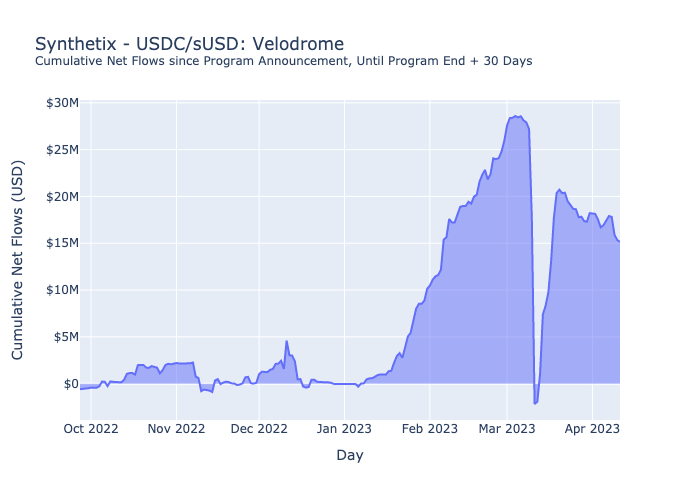 Synthetix - USDC/sUSD: Velodrome
Cumulative Net Flows since Program Announcement, Until Program End + 30 Days
Cumulative Net Flows (USD)
$30M
$25M
$20M
$15M
$10M
$5M
$0
Oct 2022 Nov 2022 Dec 2022 Jan 2023 Feb 2023 Mar 2023 Apr 2023
Day